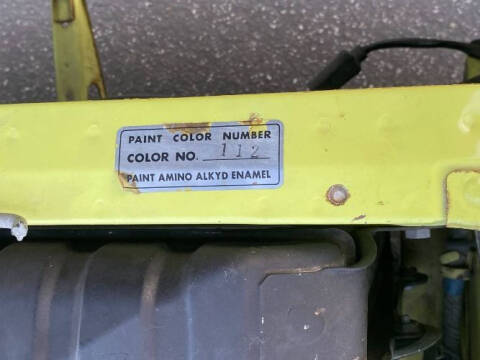 PAINT COLOR NUMBER
COLOR NO. 112
PAINT AMINO ALKYD ENAMEL